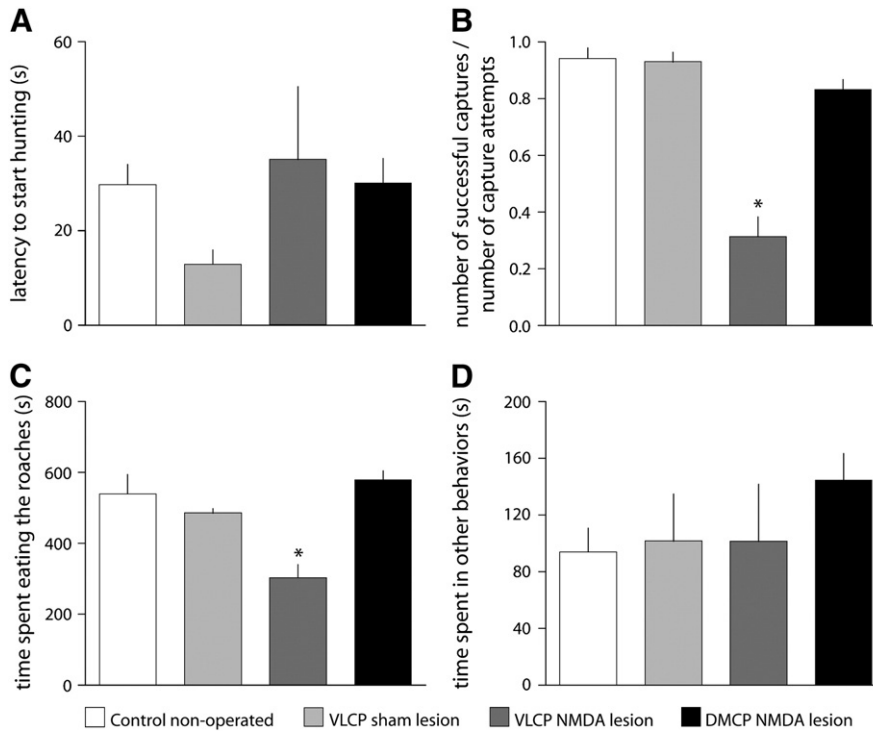 A
latency to start hunting (s)
60
40
20
0
B
number of successful captures /
number of capture attempts
1.0
0.8
0.6
0.4
0.2
0.0
*
C
time spent eating the roaches (s)
800
600
400
200
0
*
D
time spent in other behaviors (s)
200
160
120
80
40
0
Control non-operated
VLCP sham lesion
VLCP NMDA lesion
DMCP NMDA lesion